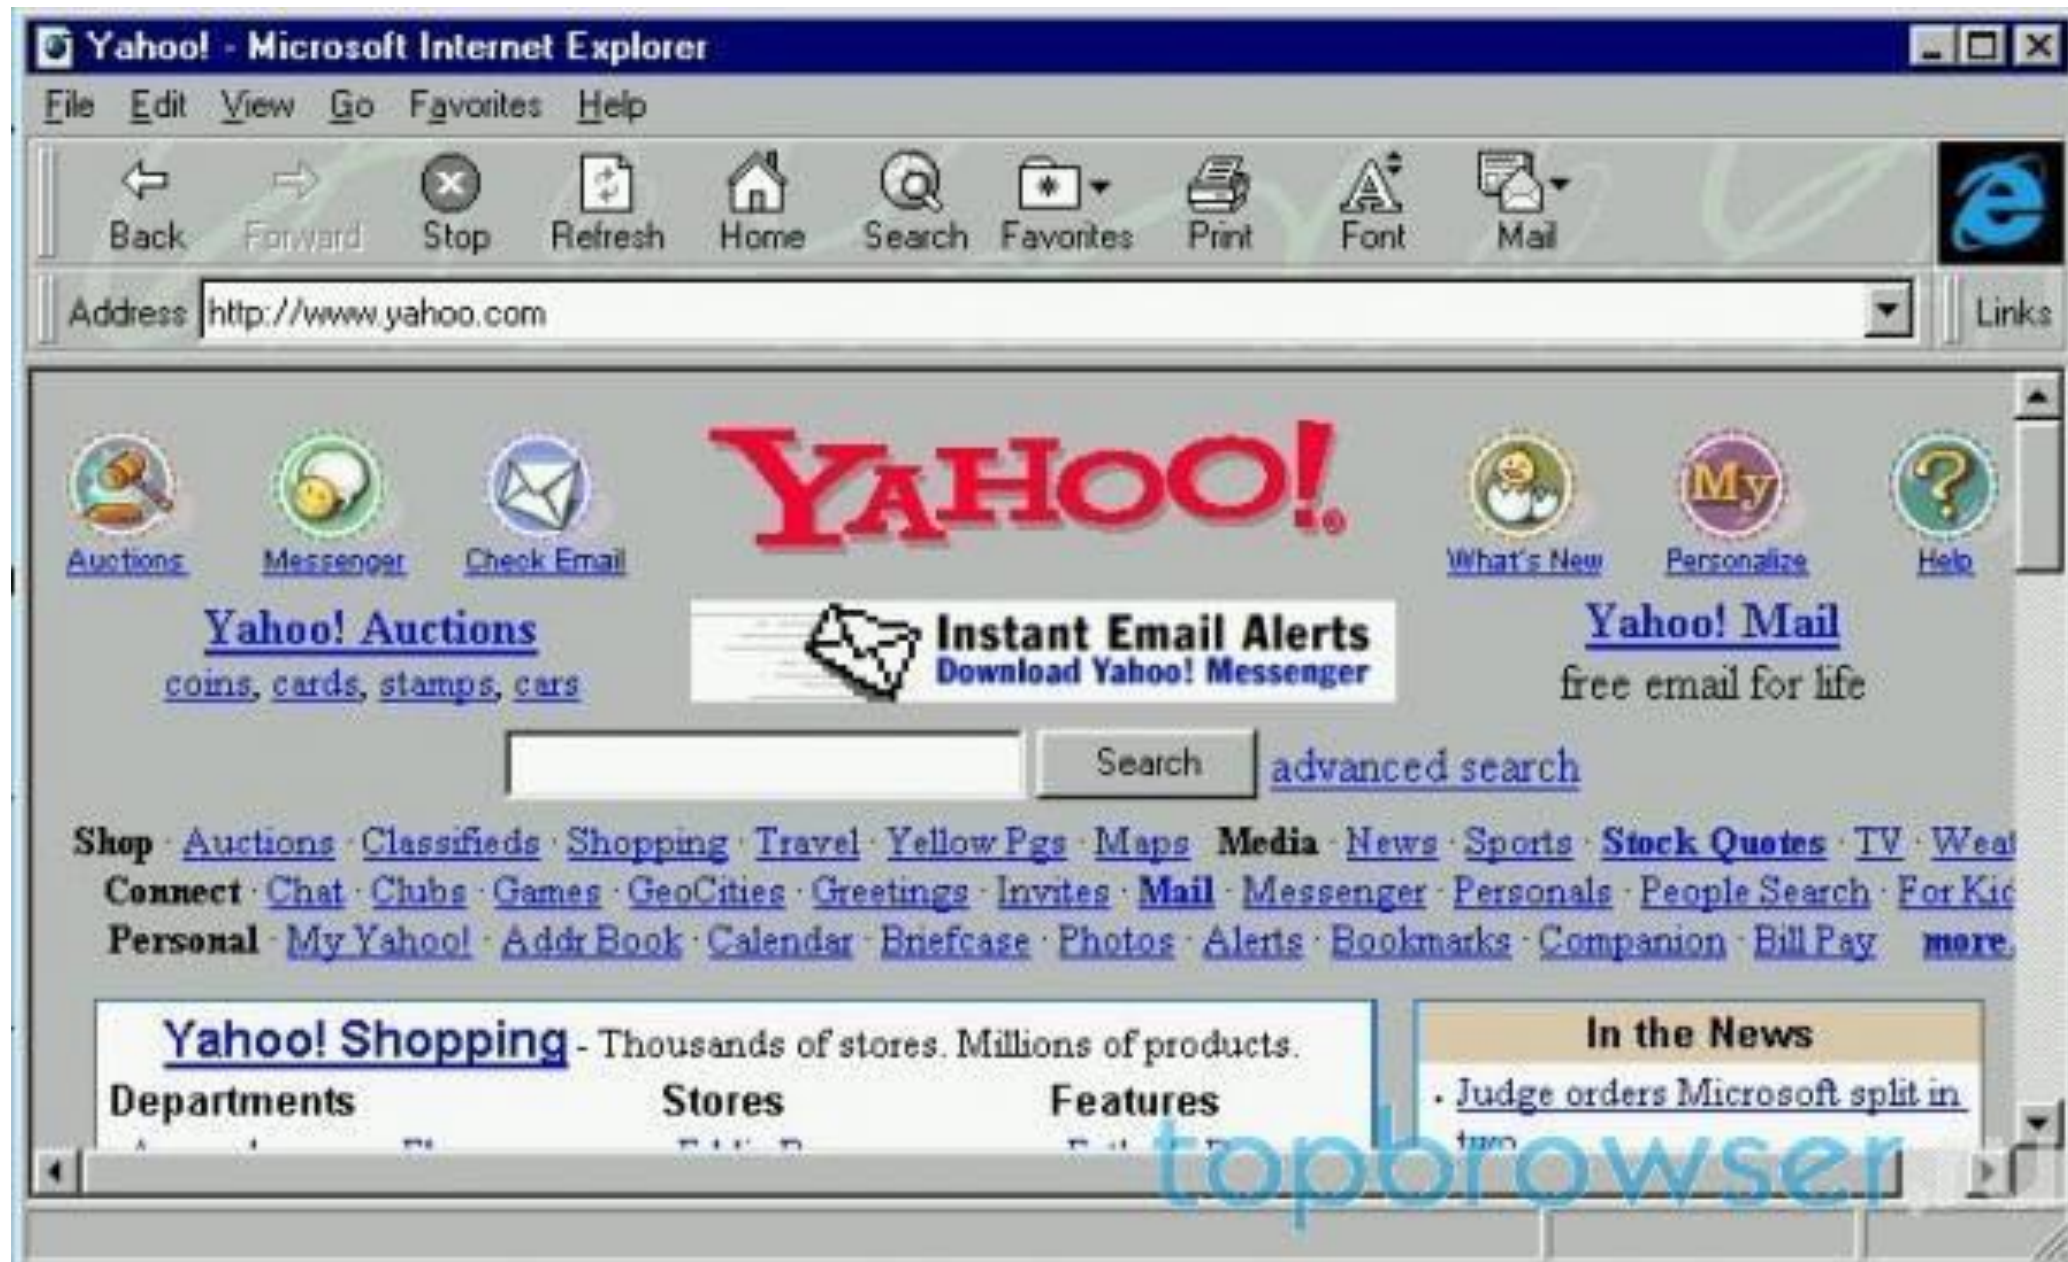 Yahoo! - Microsoft Internet Explorer
File Edit View Go Favorites Help
Back Forward Stop Refresh Home Search Favorites Print Font Mail
Address http://www.yahoo.com Links
YAHOO!
Auctions Messenger Check Email What's New Personalize Help
My
Yahoo! Auctions
coins, cards, stamps, cars
Instant Email Alerts
Download Yahoo! Messenger
Yahoo! Mail
free email for life
Search advanced search
Shop · Auctions · Classifieds · Shopping · Travel · Yellow Pgs · Maps Media · News · Sports · Stock Quotes · TV ·
Connect · Chat · Clubs · Games · GeoCities · Greetings · Invites · Mail · Messenger · Personals · People Search · For
Personal · My Yahoo! · Addr Book · Calendar · Briefcase · Photos · Alerts · Bookmarks · Companion · Bill Pay more
Yahoo! Shopping - Thousands of stores. Millions of products.
Departments Stores Features
In the News
· Judge orders Microsoft split in
two
topbrowser